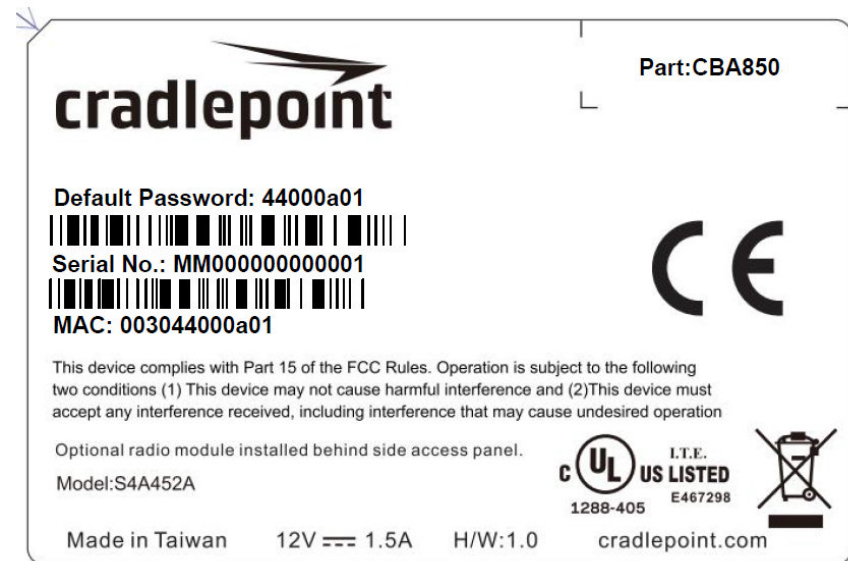 cradlepoint
Part:CBA850
Default Password: 44000a01
Serial No.: MM000000000001
MAC: 003044000a01
CE
This device complies with Part 15 of the FCC Rules. Operation is subject to the following
two conditions (1) This device may not cause harmful interference and (2)This device must
accept any interference received, including interference that may cause undesired operation
Optional radio module installed behind side access panel.
Model:S4A452A
C UL US LISTED
I.T.E.
E467298
1288-405
Made in Taiwan 12V 1.5A H/W:1.0 cradlepoint.com